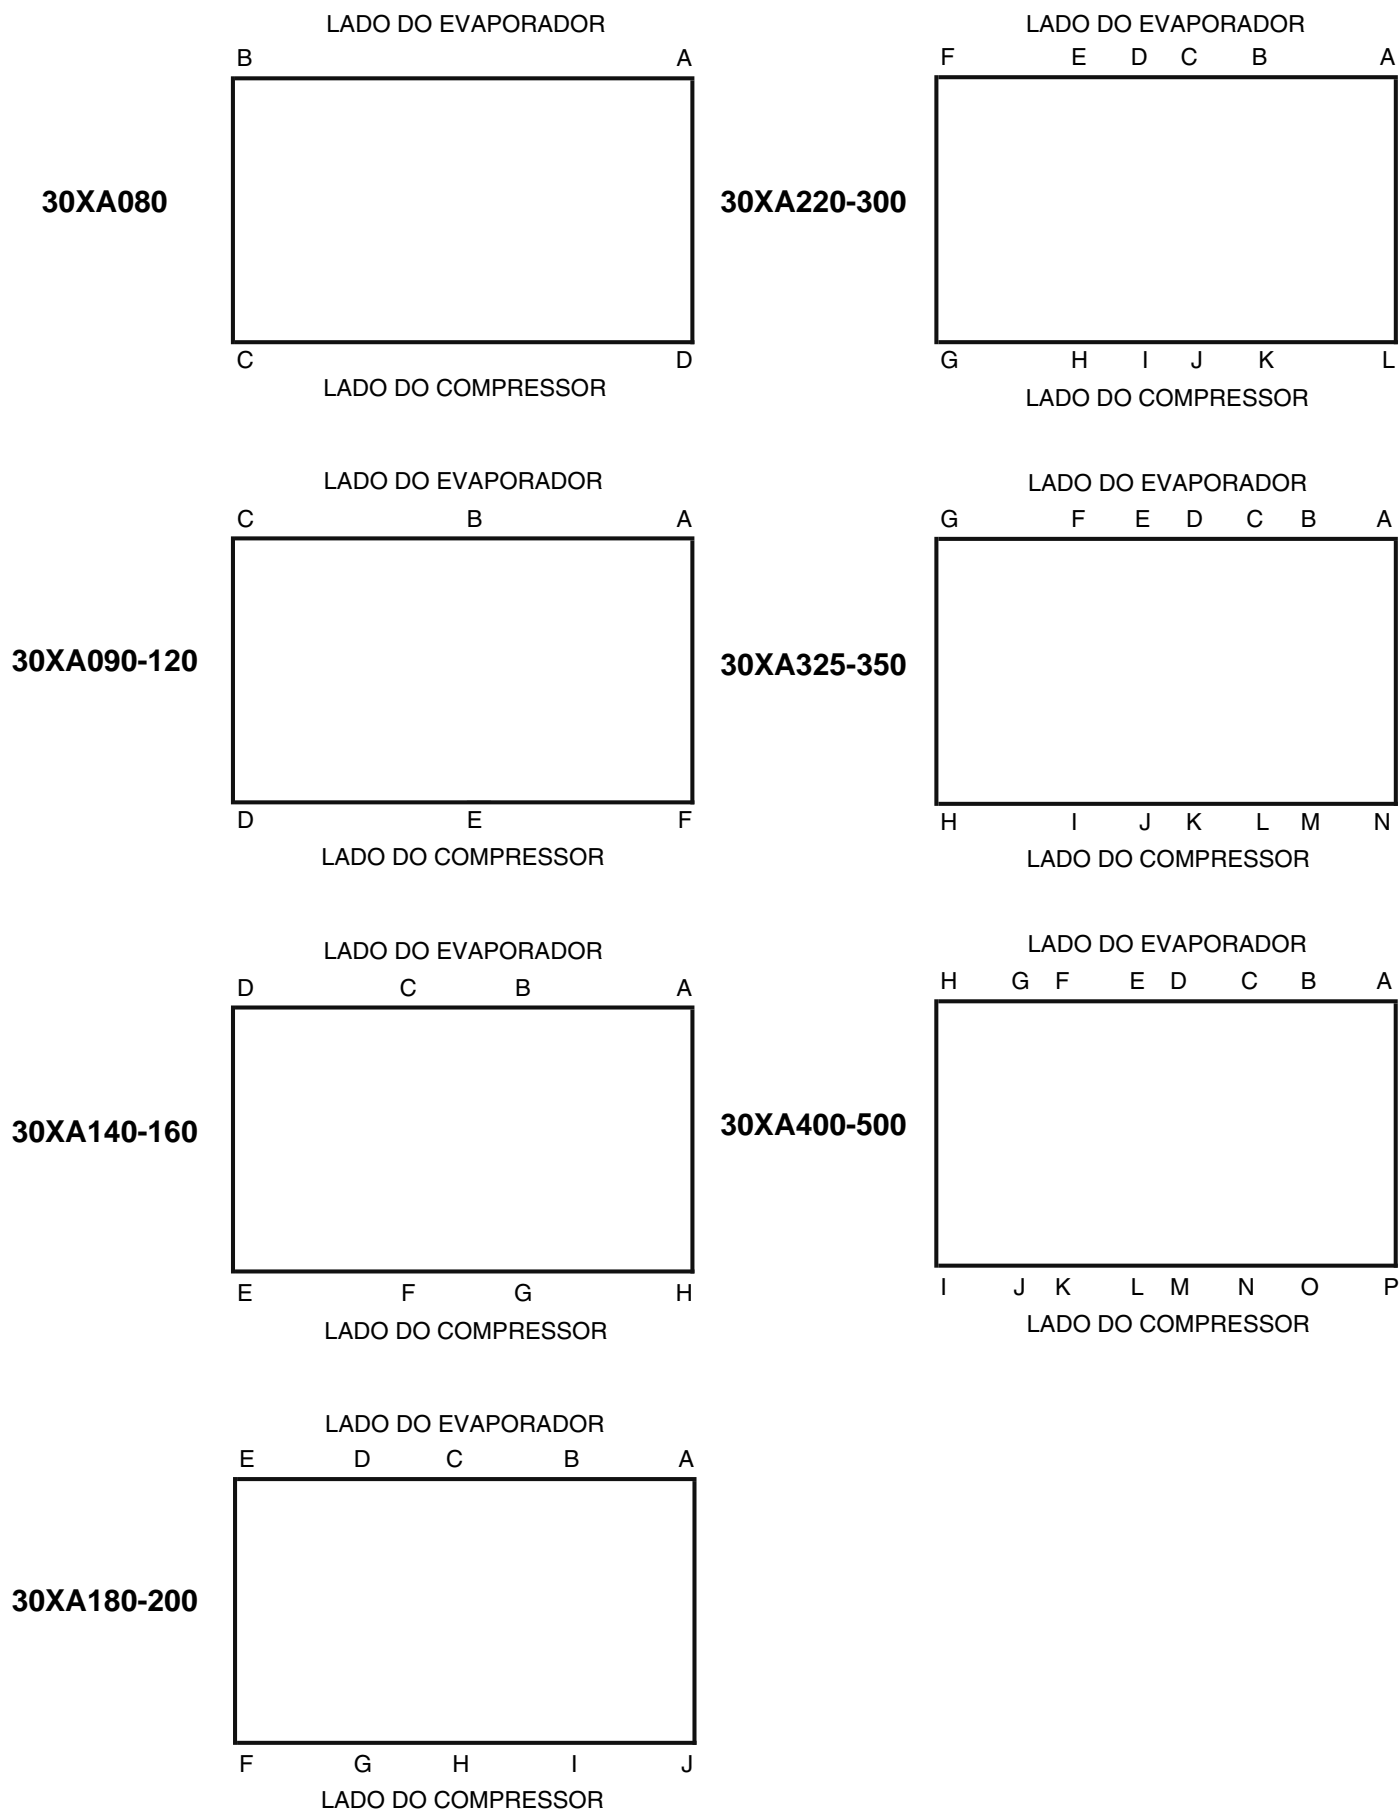 LADO DO EVAPORADOR
B A
30XA080
C D
LADO DO COMPRESSOR
LADO DO EVAPORADOR
C B A
30XA090-120
D E F
LADO DO COMPRESSOR
LADO DO EVAPORADOR
D C B A
30XA140-160
E F G H
LADO DO COMPRESSOR
LADO DO EVAPORADOR
E D C B A
30XA180-200
F G H I J
LADO DO COMPRESSOR
LADO DO EVAPORADOR
F E D C B A
30XA220-300
G H I J K L
LADO DO COMPRESSOR
LADO DO EVAPORADOR
G F E D C B A
30XA325-350
H I J K L M N
LADO DO COMPRESSOR
LADO DO EVAPORADOR
H G F E D C B A
30XA400-500
I J K L M N O P
LADO DO COMPRESSOR